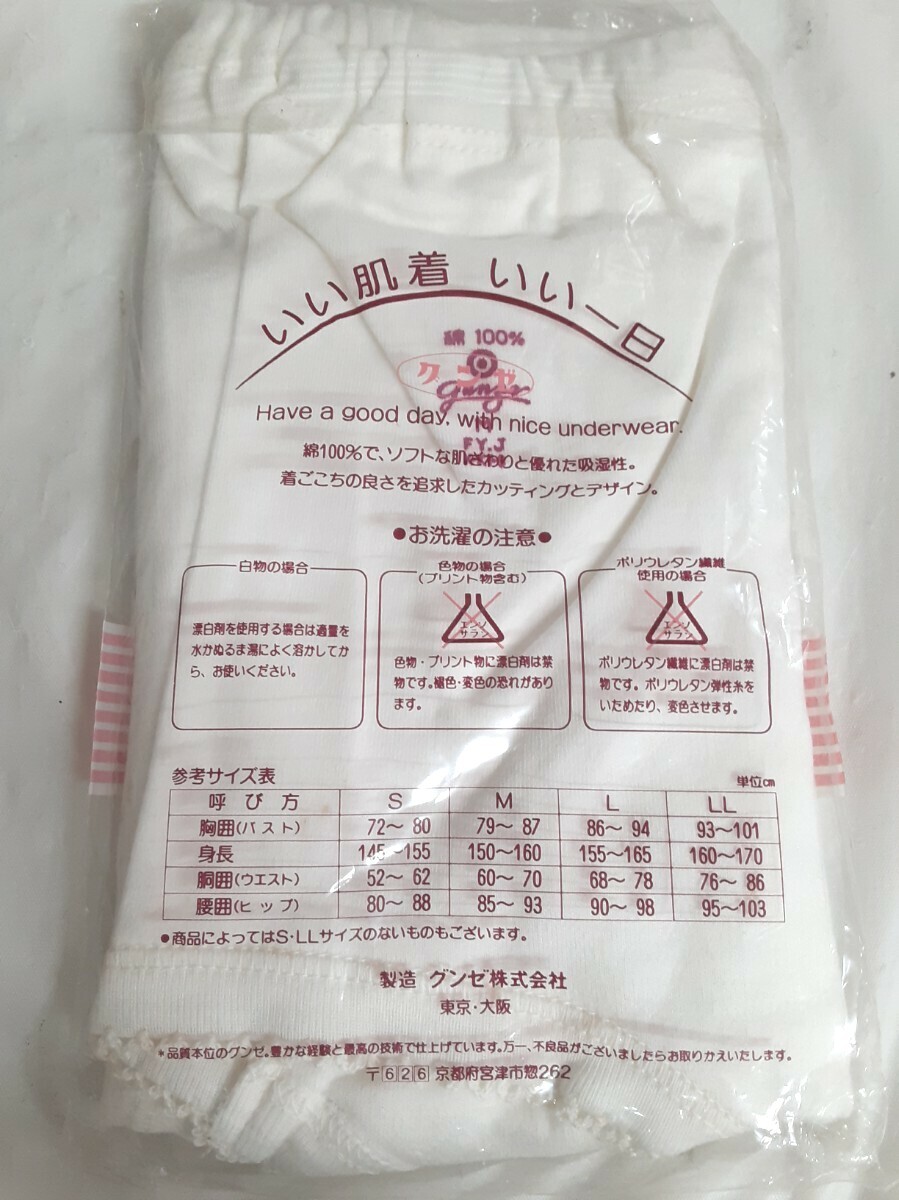 いい肌着 いい一日
綿 100%
グンゼ
Gunze
Have a good day. with nice underwear.
M
FY.J
綿100%で、ソフトな肌ざわりと優れた吸湿性。
着ごこちの良さを追求したカッティングとデザイン。
●お洗濯の注意●
白物の場合
漂白剤を使用する場合は適量を
水かぬるま湯によく溶かしてか
ら、お使いください。
色物の場合
(プリント物含む)
エンソ
サラシ
色物・プリント物に漂白剤は禁
物です。褪色・変色の恐れがあり
ます。
ポリウレタン繊維
使用の場合
エンソ
サラシ
ポリウレタン繊維に漂白剤は禁
物です。ポリウレタン弾性糸を
いためたり、変色させます。
参考サイズ表 単位cm
呼び方 S M L LL
胸囲(バスト) 72〜80 79〜87 86〜94 93〜101
身長 145〜155 150〜160 155〜165 160〜170
胴囲(ウエスト) 52〜62 60〜70 68〜78 76〜86
腰囲(ヒップ) 80〜88 85〜93 90〜98 95〜103
●商品によってはS・LLサイズのないものもございます。
製造 グンゼ株式会社
東京・大阪
*品質本位のグンゼ。豊かな経験と最高の技術で仕上げています。万一、不良品がございましたらお取りかえいたします。
〒626 京都府宮津市惣262